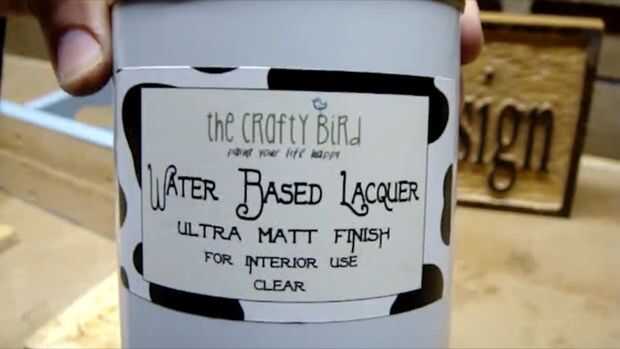 the CRafTY BiRd
paint your life happy
Water Based Lacquer
Ultra Matt Finish
for interior use
clear
sign